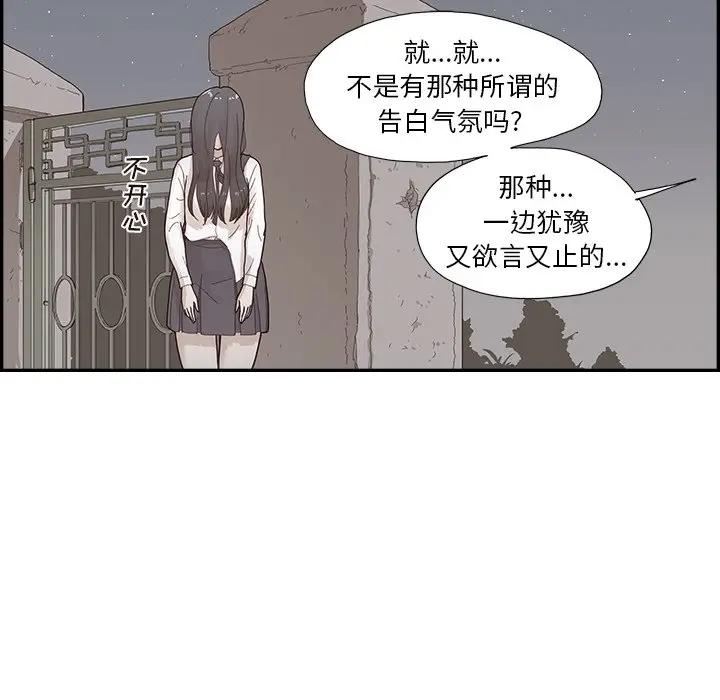 就...就...
不是有那种所谓的
告白气氛吗?
那种...
一边犹豫
又欲言又止的...
不开心